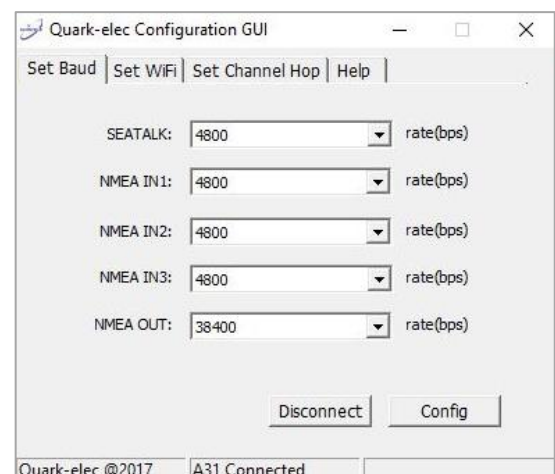 Quark-elec Configuration GUI
Set Baud Set WiFi Set Channel Hop Help
SEATALK: 4800 rate(bps)
NMEA IN1: 4800 rate(bps)
NMEA IN2: 4800 rate(bps)
NMEA IN3: 4800 rate(bps)
NMEA OUT: 38400 rate(bps)
Disconnect Config
Quark-elec @2017 A31 Connected